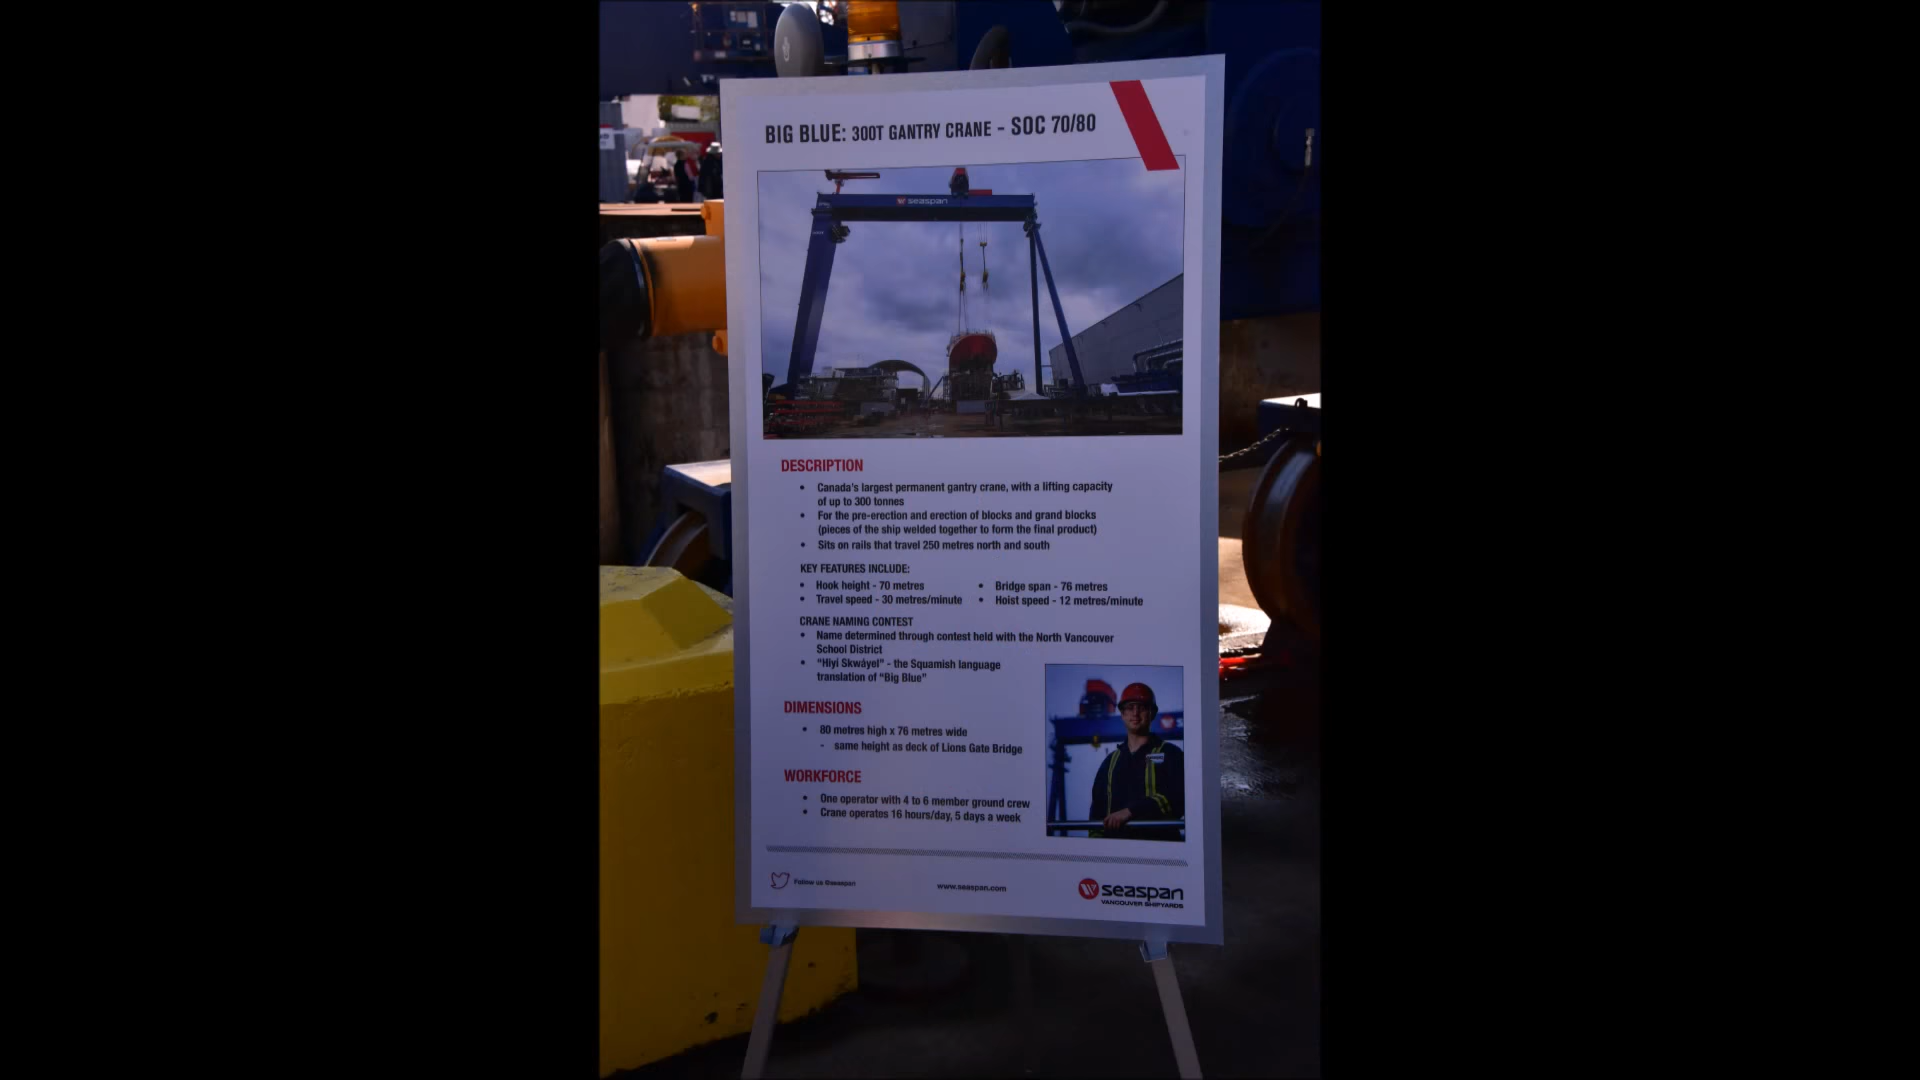 BIG BLUE: 300T GANTRY CRANE - SOC 70/80
seaspan
DESCRIPTION
• Canada's largest permanent gantry crane, with a lifting capacity
of up to 300 tonnes
• For the pre-erection and erection of blocks and grand blocks
(pieces of the ship welded together to form the final product)
• Sits on rails that travel 250 metres north and south
KEY FEATURES INCLUDE:
• Hook height - 70 metres • Bridge span - 76 metres
• Travel speed - 30 metres/minute • Hoist speed - 12 metres/minute
CRANE NAMING CONTEST
• Name determined through contest held with the North Vancouver
School District
• "Hiyí Skwáyel" - the Squamish language
translation of "Big Blue"
DIMENSIONS
• 80 metres high x 76 metres wide
- same height as deck of Lions Gate Bridge
WORKFORCE
• One operator with 4 to 6 member ground crew
• Crane operates 16 hours/day, 5 days a week
Follow us @seaspan
www.seaspan.com
seaspan
VANCOUVER SHIPYARDS